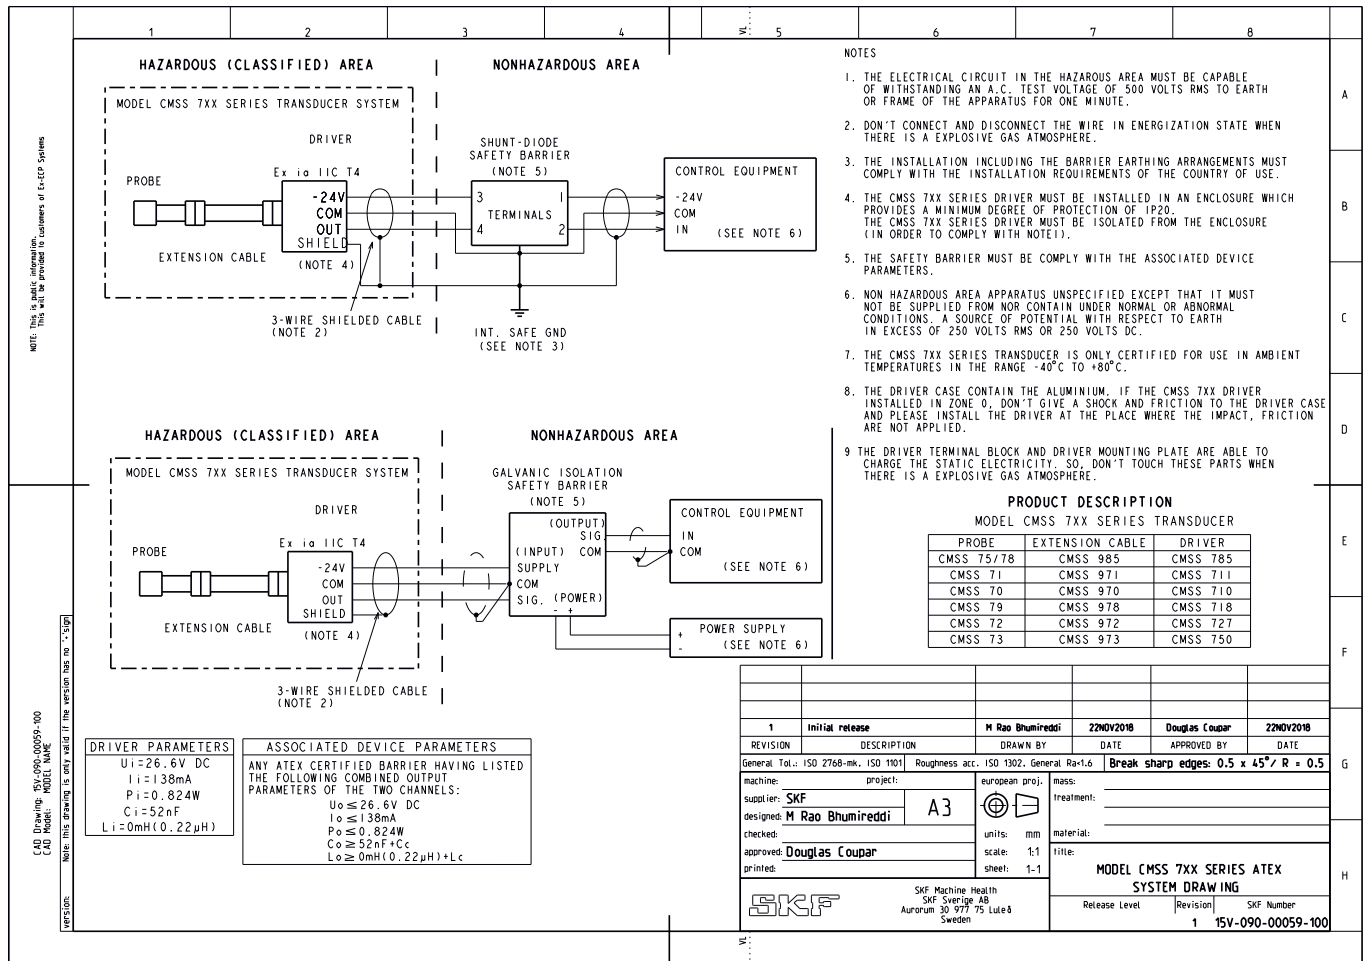 1 2 3 4 5 6 7 8
VL
A
B
C
D
E
F
G
H
NOTE: This is public information.
This will be provided to customers of Ex-ECP Systems
HAZARDOUS (CLASSIFIED) AREA
NONHAZARDOUS AREA
MODEL CMSS 7XX SERIES TRANSDUCER SYSTEM
DRIVER
Ex ia IIC T4
PROBE
-24V
COM
OUT
SHIELD
EXTENSION CABLE
(NOTE 4)
3-WIRE SHIELDED CABLE
(NOTE 2)
SHUNT-DIODE
SAFETY BARRIER
(NOTE 5)
3 1
TERMINALS
4 2
INT. SAFE GND
(SEE NOTE 3)
CONTROL EQUIPMENT
-24V
COM
IN
(SEE NOTE 6)
HAZARDOUS (CLASSIFIED) AREA
NONHAZARDOUS AREA
MODEL CMSS 7XX SERIES TRANSDUCER SYSTEM
DRIVER
Ex ia IIC T4
PROBE
-24V
COM
OUT
SHIELD
EXTENSION CABLE
(NOTE 4)
3-WIRE SHIELDED CABLE
(NOTE 2)
GALVANIC ISOLATION
SAFETY BARRIER
(NOTE 5)
(OUTPUT)
SIG.
(INPUT) COM
SUPPLY
COM
SIG. (POWER)
- +
CONTROL EQUIPMENT
IN
COM
(SEE NOTE 6)
POWER SUPPLY
+
-
(SEE NOTE 6)
NOTES
1. THE ELECTRICAL CIRCUIT IN THE HAZAROUS AREA MUST BE CAPABLE
OF WITHSTANDING AN A.C. TEST VOLTAGE OF 500 VOLTS RMS TO EARTH
OR FRAME OF THE APPARATUS FOR ONE MINUTE.
2. DON'T CONNECT AND DISCONNECT THE WIRE IN ENERGIZATION STATE WHEN
THERE IS A EXPLOSIVE GAS ATMOSPHERE.
3. THE INSTALLATION INCLUDING THE BARRIER EARTHING ARRANGEMENTS MUST
COMPLY WITH THE INSTALLATION REQUIREMENTS OF THE COUNTRY OF USE.
4. THE CMSS 7XX SERIES DRIVER MUST BE INSTALLED IN AN ENCLOSURE WHICH
PROVIDES A MINIMUM DEGREE OF PROTECTION OF IP20.
THE CMSS 7XX SERIES DRIVER MUST BE ISOLATED FROM THE ENCLOSURE
(IN ORDER TO COMPLY WITH NOTE1).
5. THE SAFETY BARRIER MUST BE COMPLY WITH THE ASSOCIATED DEVICE
PARAMETERS.
6. NON HAZARDOUS AREA APPARATUS UNSPECIFIED EXCEPT THAT IT MUST
NOT BE SUPPLIED FROM NOR CONTAIN UNDER NORMAL OR ABNORMAL
CONDITIONS. A SOURCE OF POTENTIAL WITH RESPECT TO EARTH
IN EXCESS OF 250 VOLTS RMS OR 250 VOLTS DC.
7. THE CMSS 7XX SERIES TRANSDUCER IS ONLY CERTIFIED FOR USE IN AMBIENT
TEMPERATURES IN THE RANGE -40°C TO +80°C.
8. THE DRIVER CASE CONTAIN THE ALUMINIUM. IF THE CMSS 7XX DRIVER
INSTALLED IN ZONE 0, DON'T GIVE A SHOCK AND FRICTION TO THE DRIVER CASE
AND PLEASE INSTALL THE DRIVER AT THE PLACE WHERE THE IMPACT, FRICTION
ARE NOT APPLIED.
9 THE DRIVER TERMINAL BLOCK AND DRIVER MOUNTING PLATE ARE ABLE TO
CHARGE THE STATIC ELECTRICITY. SO, DON'T TOUCH THESE PARTS WHEN
THERE IS A EXPLOSIVE GAS ATMOSPHERE.
PRODUCT DESCRIPTION
MODEL CMSS 7XX SERIES TRANSDUCER
PROBE EXTENSION CABLE DRIVER
CMSS 75/78 CMSS 985 CMSS 785
CMSS 71 CMSS 971 CMSS 711
CMSS 70 CMSS 970 CMSS 710
CMSS 79 CMSS 978 CMSS 718
CMSS 72 CMSS 972 CMSS 727
CMSS 73 CMSS 973 CMSS 750
DRIVER PARAMETERS
Ui=26.6V DC
Ii=138mA
Pi=0.824W
Ci=52nF
Li=0mH(0.22μH)
ASSOCIATED DEVICE PARAMETERS
ANY ATEX CERTIFIED BARRIER HAVING LISTED
THE FOLLOWING COMBINED OUTPUT
PARAMETERS OF THE TWO CHANNELS:
Uo≤26.6V DC
Io≤138mA
Po≤0.824W
Co≥52nF+Cc
Lo≥0mH(0.22μH)+Lc
CAD Drawing: 15V-090-00059-100
CAD Model: MODEL NAME
Note: this drawing is only valid if the version has no '+'sign
version:
1 Initial release M Rao Bhumireddi 22NOV2018 Douglas Coupar 22NOV2018
REVISION DESCRIPTION DRAWN BY DATE APPROVED BY DATE
General Tol.: ISO 2768-mk. ISO 1101 Roughness acc. ISO 1302. General Ra<1.6 Break sharp edges: 0.5 x 45°/ R = 0.5
machine: project:
supplier: SKF
designed: M Rao Bhumireddi
A3
checked:
approved: Douglas Coupar
printed:
european proj.
units: mm
scale: 1:1
sheet: 1-1
mass:
treatment:
material:
title:
MODEL CMSS 7XX SERIES ATEX
SYSTEM DRAWING
SKF
SKF Machine Health
SKF Sverige AB
Aurorum 30 977 75 Luleå
Sweden
Release Level Revision SKF Number
1 15V-090-00059-100
VL